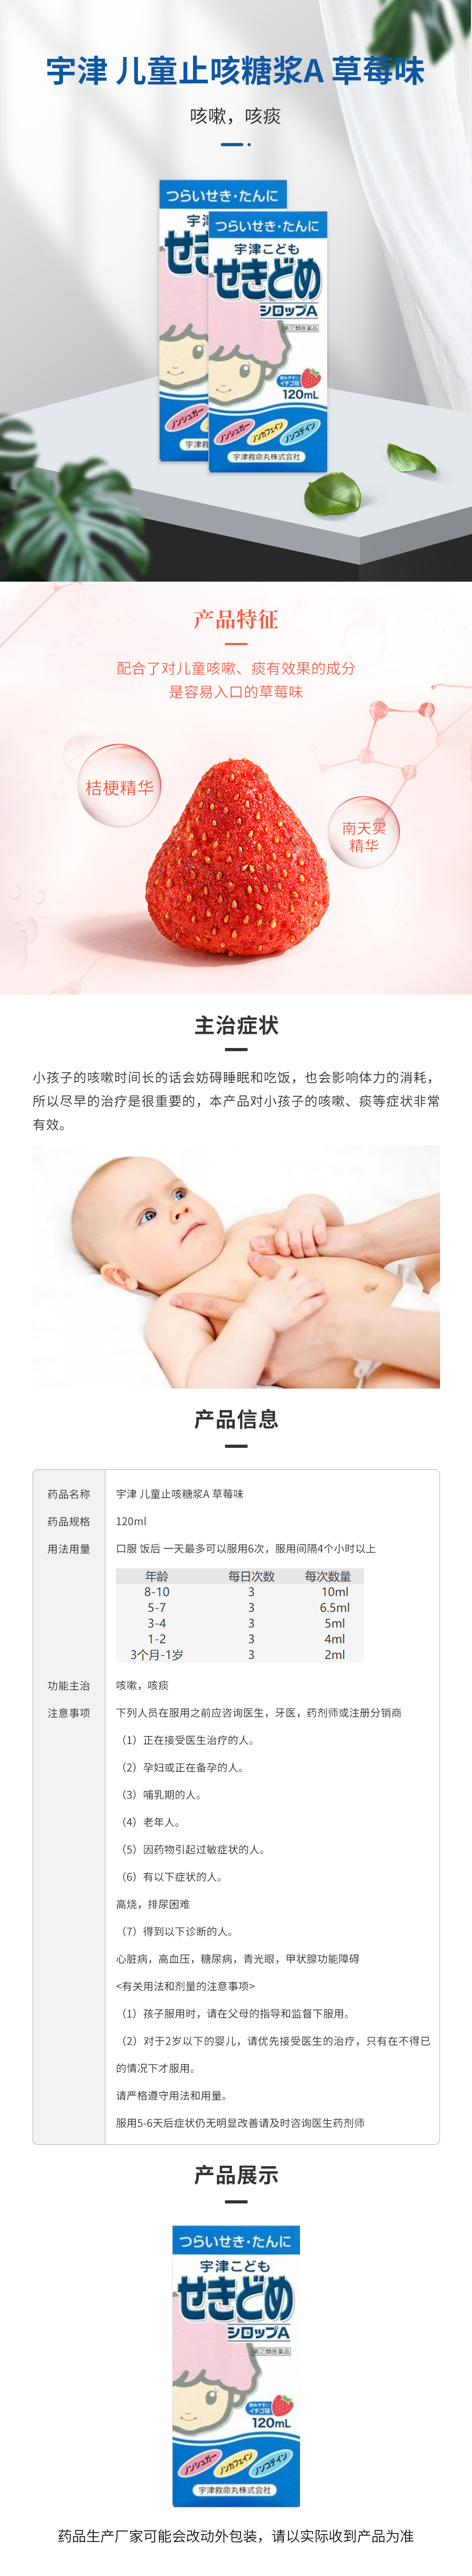 宇津 儿童止咳糖浆A 草莓味
咳嗽，咳痰
つらいせき・たんに
宇
せき
つらいせき・たんに
宇津こども
せきどめ
シロップA
第②類医薬品
飲みやすい
イチゴ味
120mL
ノンシュガー
ノンカフェイン
ノンコデイン
宇津救命丸株式会社
ノンシュガー
宇津救
产品特征
配合了对儿童咳嗽、痰有效果的成分
是容易入口的草莓味
桔梗精华
南天实
精华
主治症状
小孩子的咳嗽时间长的话会妨碍睡眠和吃饭，也会影响体力的消耗，
所以尽早的治疗是很重要的，本产品对小孩子的咳嗽、痰等症状非常
有效。
产品信息
药品名称 宇津 儿童止咳糖浆A 草莓味
药品规格 120ml
用法用量 口服 饭后 一天最多可以服用6次，服用间隔4个小时以上
年龄 每日次数 每次数量
8-10 3 10ml
5-7 3 6.5ml
3-4 3 5ml
1-2 3 4ml
3个月-1岁 3 2ml
功能主治 咳嗽，咳痰
注意事项 下列人员在服用之前应咨询医生，牙医，药剂师或注册分销商
（1）正在接受医生治疗的人。
（2）孕妇或正在备孕的人。
（3）哺乳期的人。
（4）老年人。
（5）因药物引起过敏症状的人。
（6）有以下症状的人。
高烧，排尿困难
（7）得到以下诊断的人。
心脏病，高血压，糖尿病，青光眼，甲状腺功能障碍
<有关用法和剂量的注意事项>
（1）孩子服用时，请在父母的指导和监督下服用。
（2）对于2岁以下的婴儿，请优先接受医生的治疗，只有在不得已
的情况下才服用。
请严格遵守用法和用量。
服用5-6天后症状仍无明显改善请及时咨询医生药剂师
产品展示
つらいせき・たんに
宇津こども
せきどめ
シロップA
第②類医薬品
飲みやすい
イチゴ味
120mL
ノンシュガー
ノンカフェイン
ノンコデイン
宇津救命丸株式会社
药品生产厂家可能会改动外包装，请以实际收到产品为准